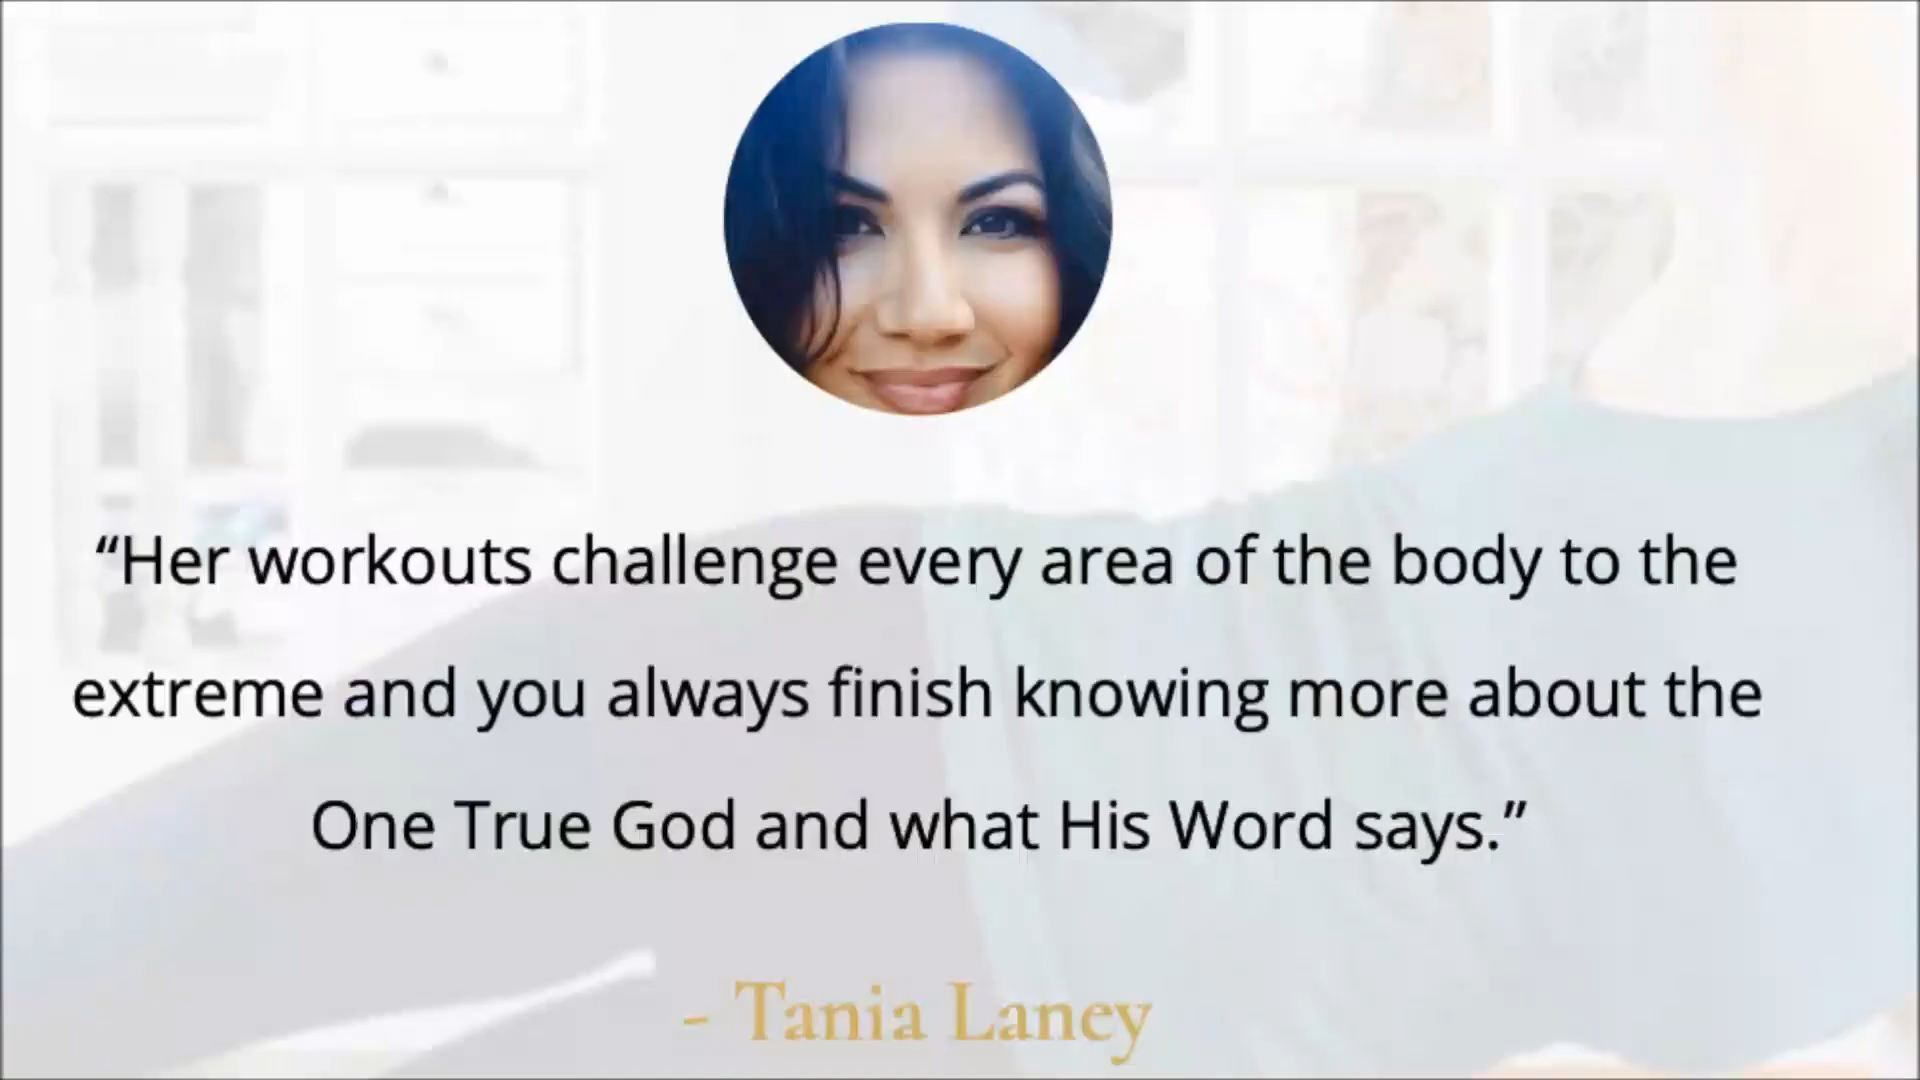 “Her workouts challenge every area of the body to the
extreme and you always finish knowing more about the
One True God and what His Word says.”
- Tania Laney